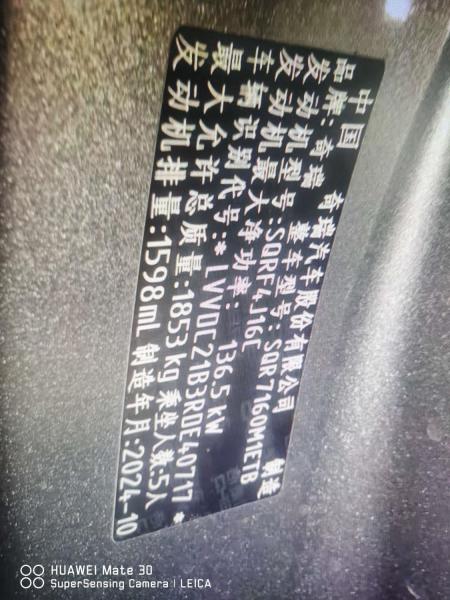 中国 奇瑞汽车股份有限公司 制造
品牌:奇瑞 整车型号:SQR7160M1ETB
发动机型号:SQRF4J16C
发动机最大净功率: 136.5 kW
车辆识别代号:* LVVDC21B3RDE40717 *
最大允许总质量:1853 kg 乘坐人数:5人
发动机排量:1598mL 制造年月:2024-10
HUAWEI Mate 30
SuperSensing Camera | LEICA